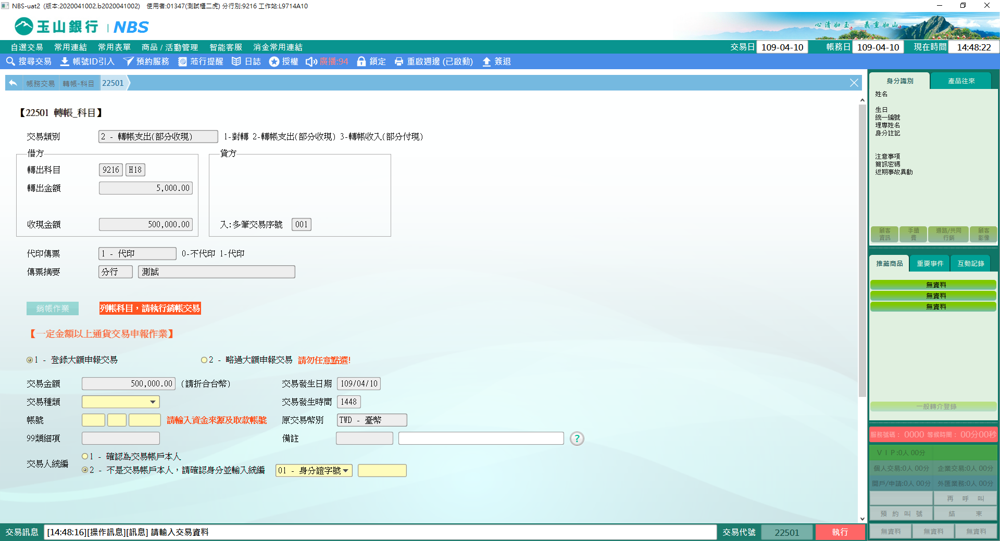 NBS-uat2 (版本:2020041002.b2020041002) 使用者:01347(測試櫃二虎) 分行別:9216 工作站:L9714A10
玉山銀行 | NBS
心清如玉 義重如山
自選交易 常用連結 常用表單 商品 / 活動管理 智能客服 消金常用連結 交易日 109-04-10 帳務日 109-04-10 現在時間 14:48:22
搜尋交易 帳號ID引入 預約服務 蒞行提醒 日誌 授權 廣播:94 鎖定 重啟週邊 (已啟動) 簽退
帳務交易 轉帳-科目 22501
【22501 轉帳_科目】
交易類別 2 - 轉帳支出(部分收現) 1-對轉 2-轉帳支出(部分收現) 3-轉帳收入(部分付現)
借方 貸方
轉出科目 9216 H18
轉出金額 5,000.00
收現金額 500,000.00 入:多筆交易序號 001
代印傳票 1 - 代印 0-不代印 1-代印
傳票摘要 分行 測試
銷帳作業 列帳科目，請執行銷帳交易
【一定金額以上通貨交易申報作業】
1 - 登錄大額申報交易 2 - 略過大額申報交易 請勿任意點選!
交易金額 500,000.00 (請折合台幣) 交易發生日期 109/04/10
交易種類 交易發生時間 1448
帳號 請輸入資金來源及取款帳號 原交易幣別 TWD - 臺幣
99類細項 備註 ?
交易人統編
1 - 確認為交易帳戶本人
2 - 不是交易帳戶本人，請確認身分並輸入統編 01 - 身分證字號
交易訊息 [14:48:16][操作訊息][訊息] 請輸入交易資料 交易代號 22501 執行
身分識別 產品往來
姓名
生日
統一編號
理專姓名
身分註記
注意事項
簡訊密碼
近期事故異動
顧客資訊 手續費 通路/共同行銷 顧客影像
推薦商品 重要事件 互動記錄
無資料
無資料
無資料
一般轉介登錄
服務號碼： 0000 等候時間： 00分00秒
ＶＩＰ:0人 00分
個人交易:0人 00分 企業交易:0人 00分
開戶/申請:0人 00分 外匯業務:0人 00分
再 呼 叫
預 約 叫 號 結 束
無資料 無資料 無資料